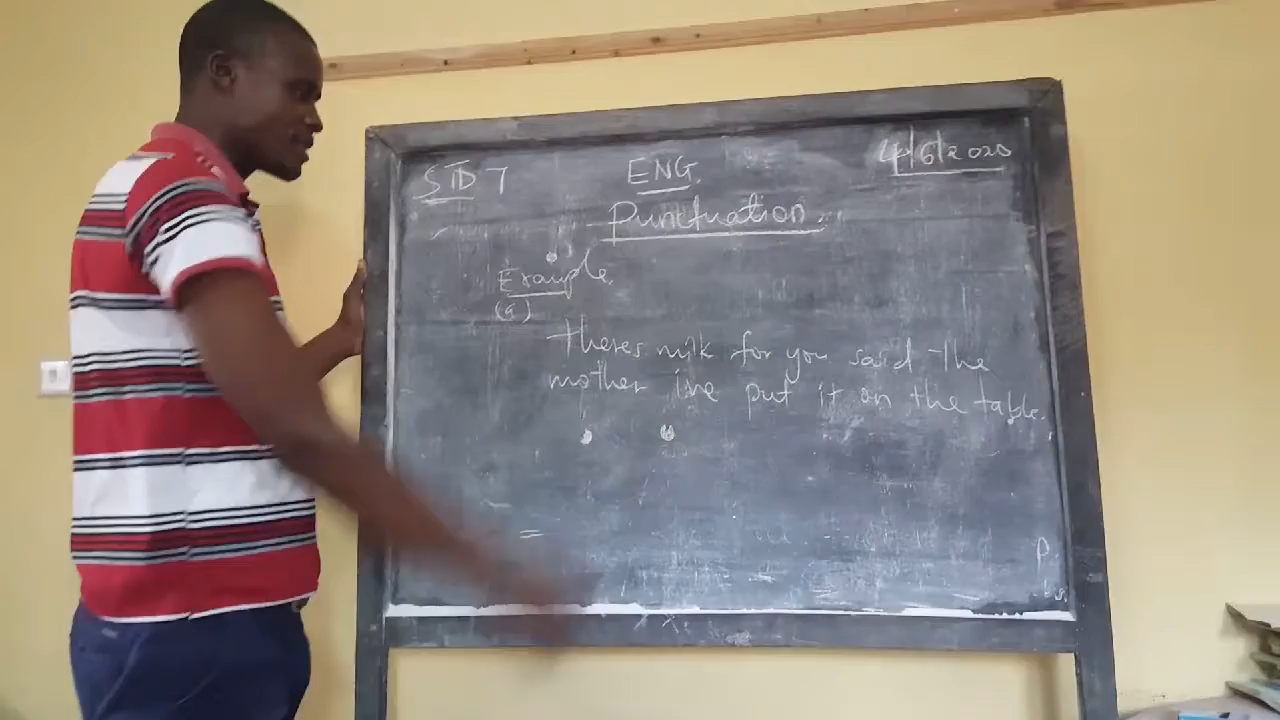 STD 7
ENG.
4/6/2020
Punctuation.
Example.
(a)
theres milk for you said the
mother ive put it on the table.